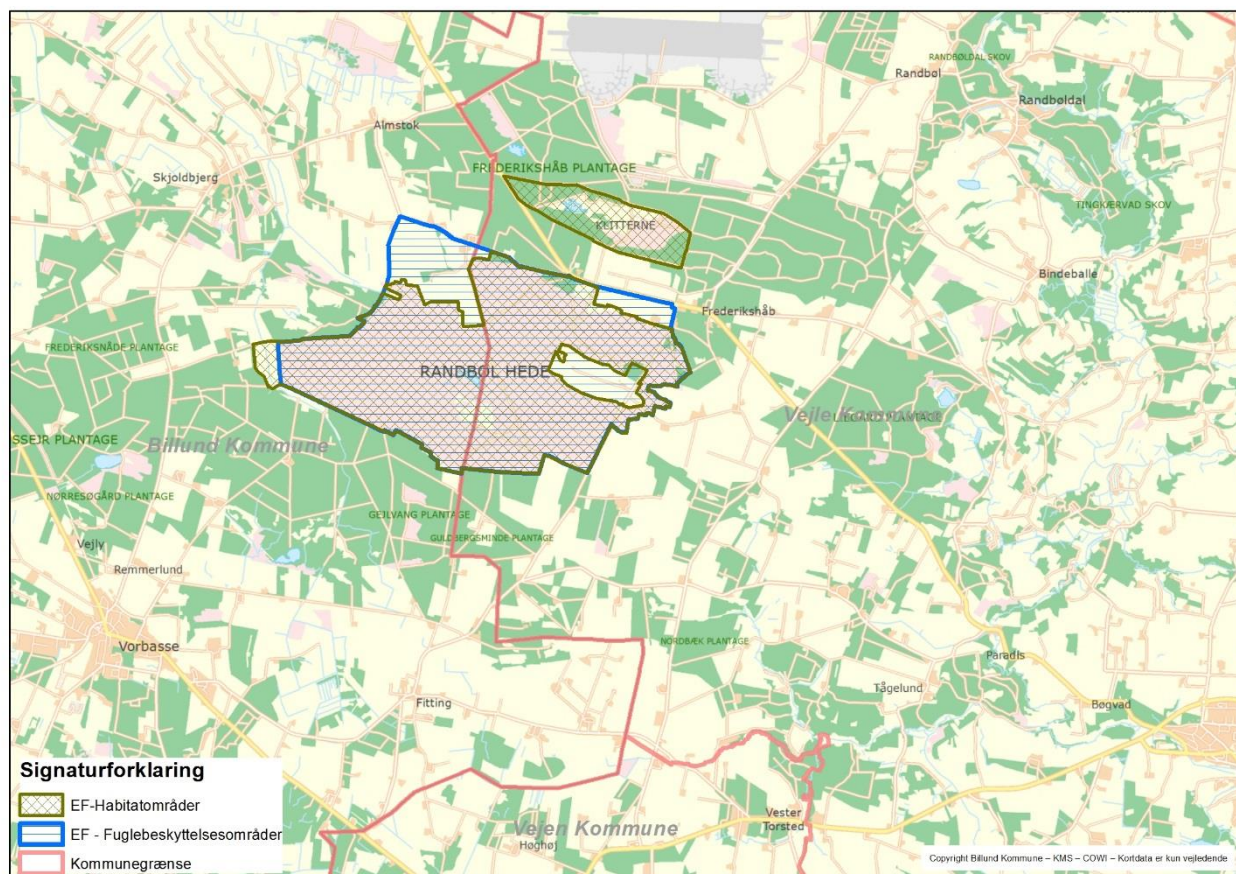 RANDBØLDAL SKOV
Randbøl
Randbøldal
Almstok
FREDERIKSHÅB PLANTAGE
Skjoldbjerg
TINGKÆRVAD SKOV
KLITTERNE
Bindeballe
Frederikshåb
FREDERIKSNÅDE PLANTAGE
RANDBØL HEDE
Vejle Kommune
PLANTAGE
Billund Kommune
PLANTAGE
NØRRESØGÅRD PLANTAGE
GEJLVANG PLANTAGE
GULDBERGSMINDE PLANTAGE
Vejly
Remmerlund
Vorbasse
NORDBÆK PLANTAGE
Paradis
Tågelund
Fitting
Bøgvad
Signaturforklaring
EF-Habitatområder
EF - Fuglebeskyttelsesområder
Kommunegrænse
Vester
Torsted
Vejen Kommune
Høghøj
Copyright Billund Kommune – KMS – COWI – Kortdata er kun vejledende